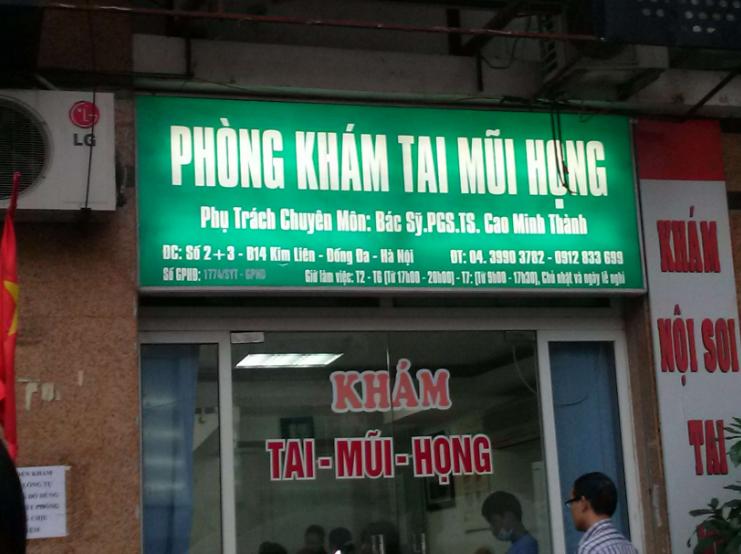 LG
PHÒNG KHÁM TAI MŨI HỌNG
Phụ Trách Chuyên Môn: Bác Sỹ.PGS.TS. Cao Minh Thành
ĐC: Số 2 + 3 - B14 Kim Liên - Đống Đa - Hà Nội ĐT: 04. 3990 3782 - 0912 833 699
Số GPHĐ: 1774/SYT - GPHĐ Giờ làm việc: T2 - T6 (Từ 17h00 - 20h00) - T7: (Từ 9h00 - 17h30), Chủ nhật và ngày lễ nghỉ
KHÁM
NỘI SOI
TAI
KHÁM
TAI - MŨI - HỌNG